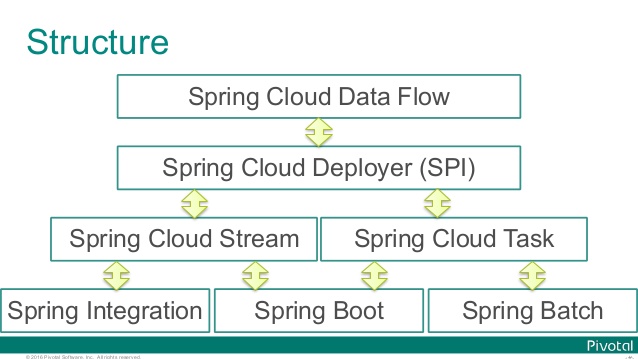 Structure
Spring Cloud Data Flow
Spring Cloud Deployer (SPI)
Spring Cloud Stream
Spring Cloud Task
Spring Integration
Spring Boot
Spring Batch
Pivotal
© 2016 Pivotal Software, Inc. All rights reserved.